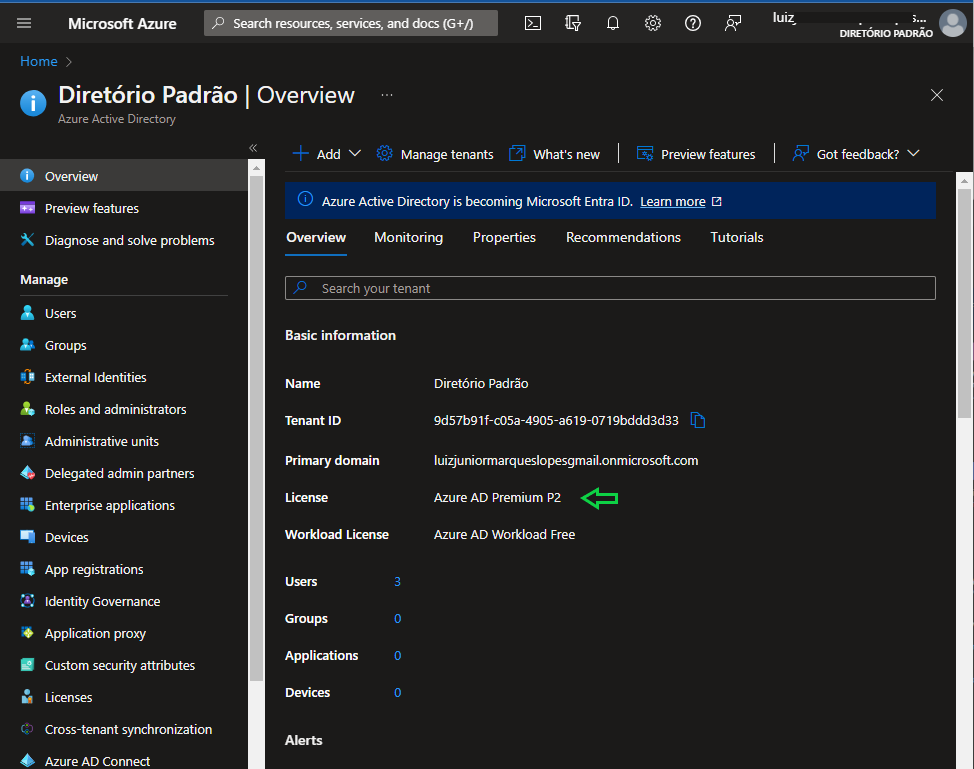 Microsoft Azure
Search resources, services, and docs (G+/)
luiz
s...
DIRETÓRIO PADRÃO
Home
Diretório Padrão | Overview ...
Azure Active Directory
«
Add
Manage tenants
What's new
Preview features
Got feedback?
Overview
Preview features
Diagnose and solve problems
Manage
Users
Groups
External Identities
Roles and administrators
Administrative units
Delegated admin partners
Enterprise applications
Devices
App registrations
Identity Governance
Application proxy
Custom security attributes
Licenses
Cross-tenant synchronization
Azure AD Connect
Azure Active Directory is becoming Microsoft Entra ID. Learn more
Overview Monitoring Properties Recommendations Tutorials
Search your tenant
Basic information
Name Diretório Padrão
Tenant ID 9d57b91f-c05a-4905-a619-0719bddd3d33
Primary domain luizjuniormarqueslopesgmail.onmicrosoft.com
License Azure AD Premium P2
Workload License Azure AD Workload Free
Users 3
Groups 0
Applications 0
Devices 0
Alerts